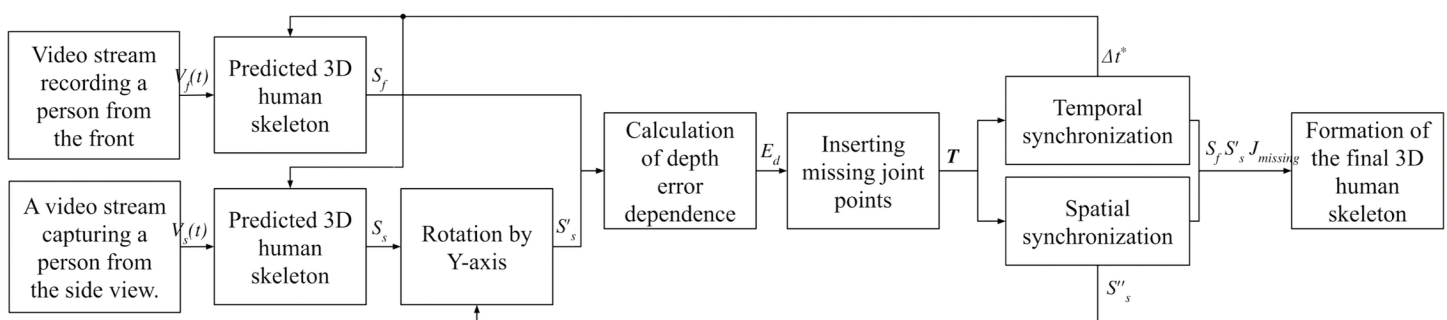 Video stream
recording a
person from
the front
V_f(t)
Predicted 3D
human
skeleton
S_f
A video stream
capturing a
person from
the side view.
V_s(t)
Predicted 3D
human
skeleton
S_s
Rotation by
Y-axis
S'_s
Calculation
of depth
error
dependence
E_d
Inserting
missing joint
points
T
Δt*
Temporal
synchronization
Spatial
synchronization
S''_s
S_f S'_s J_missing
Formation of
the final 3D
human
skeleton